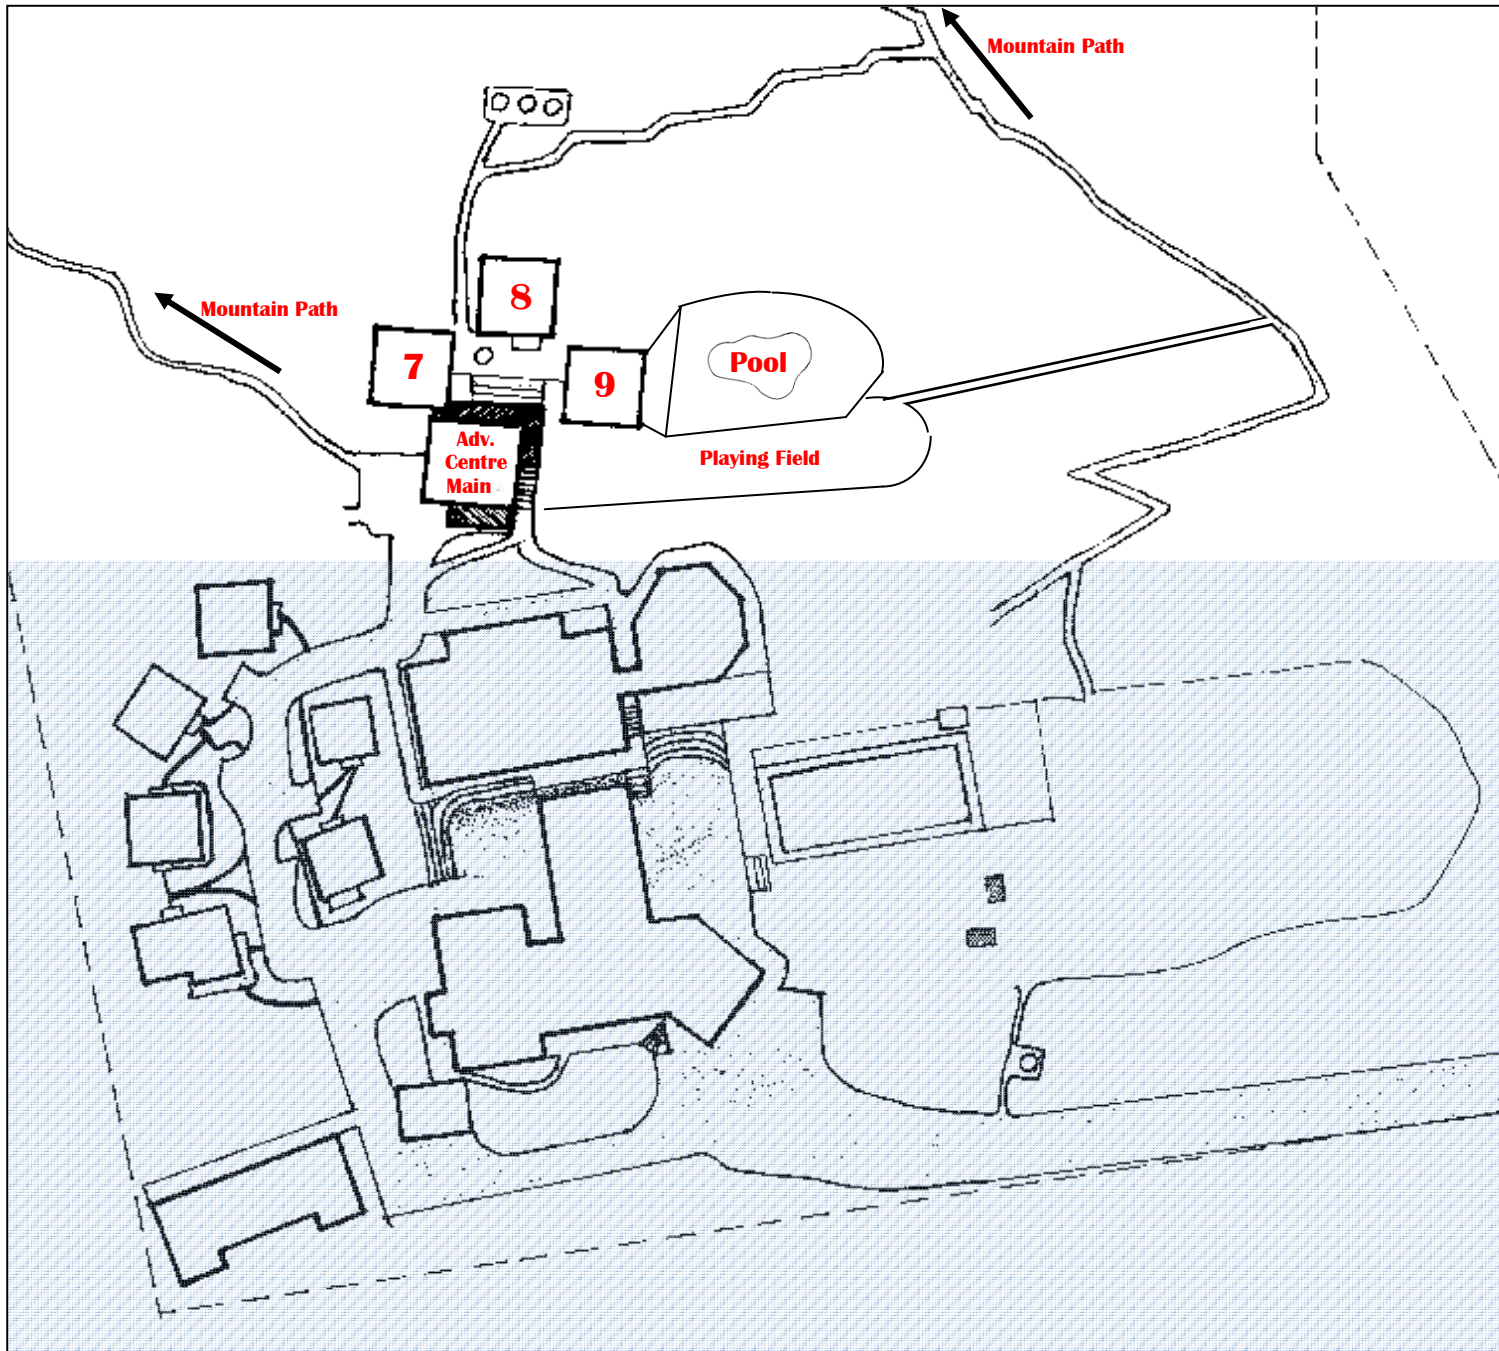 Mountain Path
Mountain Path
8
7
9
Pool
Adv.
Centre
Main
Playing Field